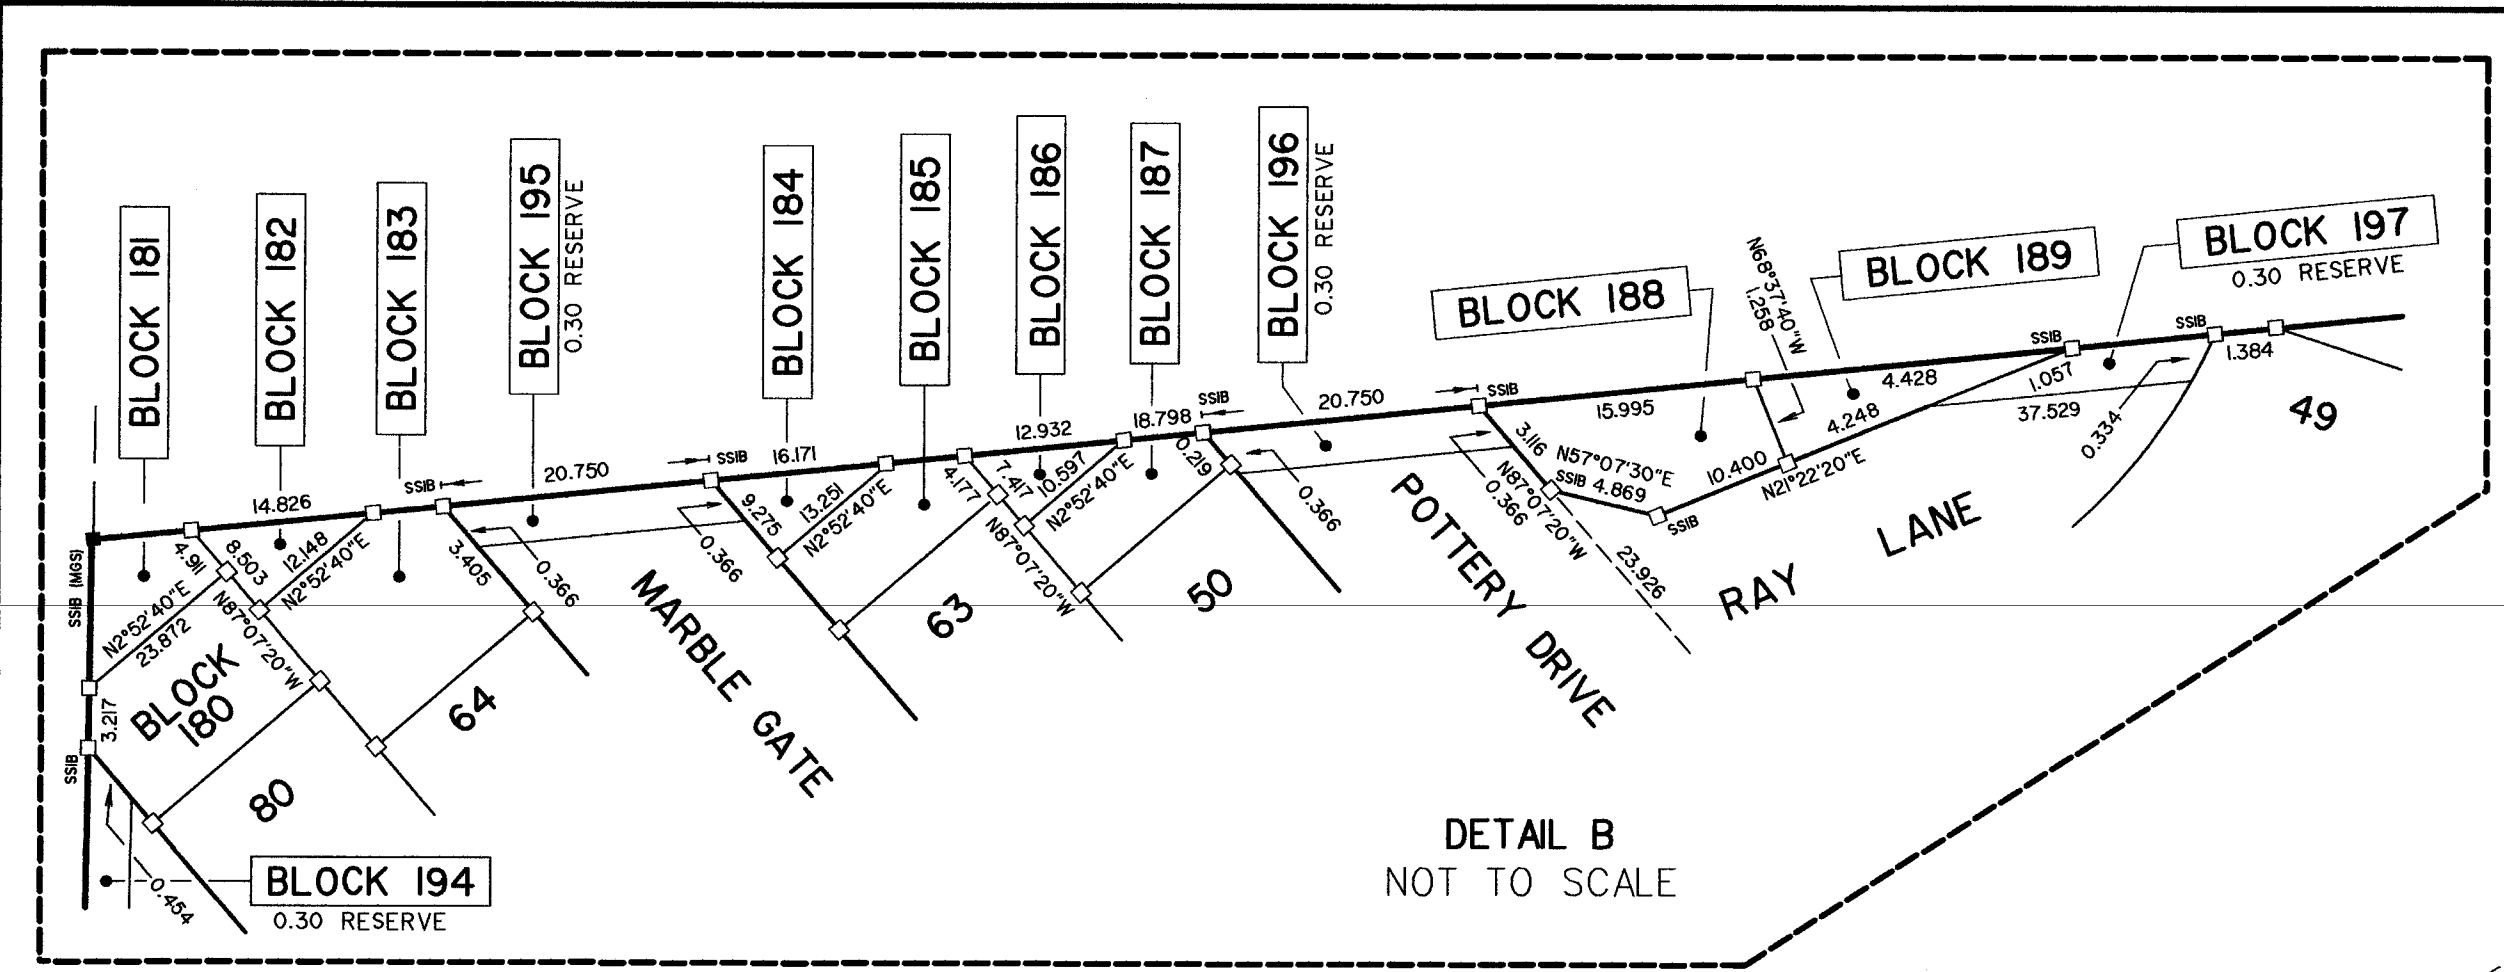 BLOCK 181
BLOCK 182
BLOCK 183
BLOCK 195
0.30 RESERVE
BLOCK 184
BLOCK 185
BLOCK 186
BLOCK 187
BLOCK 196
0.30 RESERVE
BLOCK 188
BLOCK 189
BLOCK 197
0.30 RESERVE
N68°37'40"W
1.258
SSIB (MGS)
14.826
SSIB
20.750
SSIB
16.171
12.932
18.798
SSIB
20.750
SSIB
15.995
4.428
SSIB
SSIB
1.384
4.911
8.503
12.148
N2°52'40"E
N2°52'40"E
23.872
N87°07'20"W
3.405
0.366
0.366
9.275
13.251
N2°52'40"E
4.177
7.417
10.597
N2°52'40"E
N87°07'20"W
0.219
0.366
3.116
N57°07'30"E
N87°07'20"W
0.366
SSIB 4.869
SSIB
10.400
N21°22'20"E
4.248
1.057
37.529
0.334
23.926
49
3.217
SSIB
BLOCK
180
64
80
63
50
MARBLE GATE
POTTERY DRIVE
RAY LANE
0.454
BLOCK 194
0.30 RESERVE
DETAIL B
NOT TO SCALE